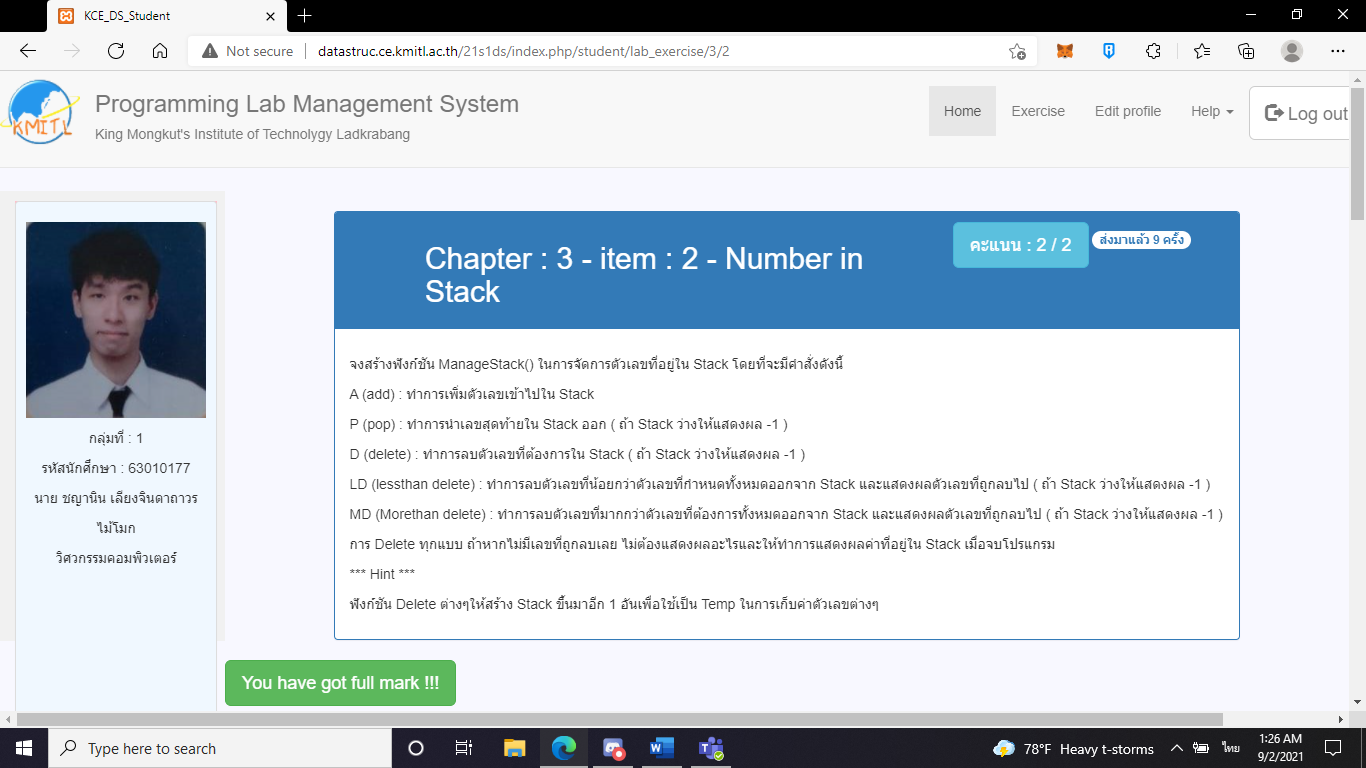 KCE_DS_Student
Not secure
datastruc.ce.kmitl.ac.th/21s1ds/index.php/student/lab_exercise/3/2
KMITL
Programming Lab Management System
King Mongkut's Institute of Technolygy Ladkrabang
Home
Exercise
Edit profile
Help
Log out
กลุ่มที่ : 1
รหัสนักศึกษา : 63010177
นาย ชญานิน เลียงจินดาถาวร
ไม้โมก
วิศวกรรมคอมพิวเตอร์
Chapter : 3 - item : 2 - Number in
Stack
คะแนน : 2 / 2
ส่งมาแล้ว 9 ครั้ง
จงสร้างฟังก์ชัน ManageStack() ในการจัดการตัวเลขที่อยู่ใน Stack โดยที่จะมีคำสั่งดังนี้
A (add) : ทำการเพิ่มตัวเลขเข้าไปใน Stack
P (pop) : ทำการนำเลขสุดท้ายใน Stack ออก ( ถ้า Stack ว่างให้แสดงผล -1 )
D (delete) : ทำการลบตัวเลขที่ต้องการใน Stack ( ถ้า Stack ว่างให้แสดงผล -1 )
LD (lessthan delete) : ทำการลบตัวเลขที่น้อยกว่าตัวเลขที่กำหนดทั้งหมดออกจาก Stack และแสดงผลตัวเลขที่ถูกลบไป ( ถ้า Stack ว่างให้แสดงผล -1 )
MD (Morethan delete) : ทำการลบตัวเลขที่มากกว่าตัวเลขที่ต้องการทั้งหมดออกจาก Stack และแสดงผลตัวเลขที่ถูกลบไป ( ถ้า Stack ว่างให้แสดงผล -1 )
การ Delete ทุกแบบ ถ้าหากไม่มีเลขที่ถูกลบเลย ไม่ต้องแสดงผลอะไรและให้ทำการแสดงผลค่าที่อยู่ใน Stack เมื่อจบโปรแกรม
*** Hint ***
ฟังก์ชัน Delete ต่างๆให้สร้าง Stack ขึ้นมาอีก 1 อันเพื่อใช้เป็น Temp ในการเก็บค่าตัวเลขต่างๆ
You have got full mark !!!
Type here to search
78°F Heavy t-storms
ไทย
1:26 AM
9/2/2021